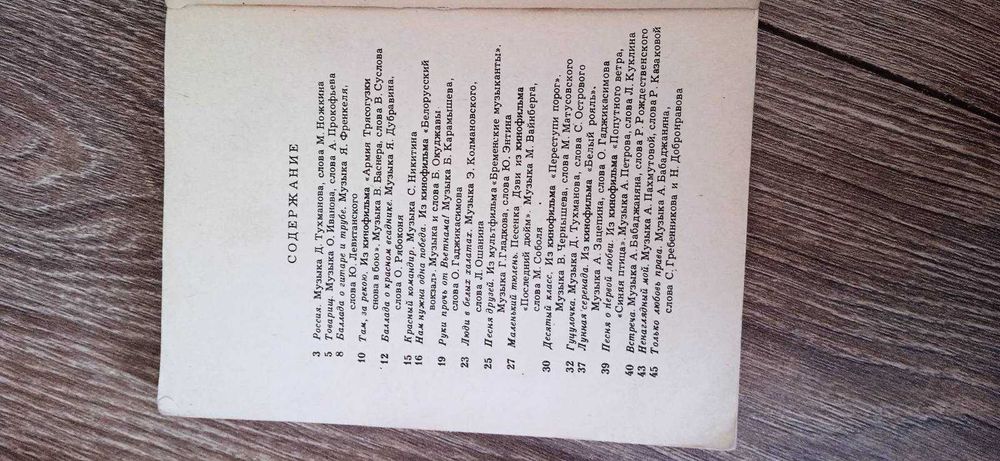 СОДЕРЖАНИЕ
3 Россия. Музыка Д. Тухманова, слова М. Ножкина
5 Товарищ. Музыка О. Иванова, слова А. Прокофьева
8 Баллада о гитаре и трубе. Музыка Я. Френкеля,
слова Ю. Левитанского
10 Там, за рекою. Из кинофильма «Армия Трясогузки
снова в бою». Музыка В. Баснера, слова В. Суслова
12 Баллада о красном всаднике. Музыка Я. Дубравина,
слова О. Рабоконя
15 Красный командир. Музыка С. Никитина
16 Нам нужна одна победа. Из кинофильма «Белорусский
вокзал». Музыка и слова Б. Окуджавы
19 Руки прочь от Вьетнама! Музыка Б. Карамышева,
слова О. Гаджикасимова
23 Люди в белых халатах. Музыка Э. Колмановского,
слова Л. Ошанина
25 Песня друзей. Из мультфильма «Бременские музыканты».
Музыка Г. Гладкова, слова Ю. Энтина
27 Маленький тюлень. Песенка Дэви из кинофильма
«Последний дюйм». Музыка М. Вайнберга,
слова М. Соболя
30 Десятый класс. Из кинофильма «Переступи порог».
Музыка В. Чернышева, слова М. Матусовского
32 Гуцулочка. Музыка Д. Тухманова, слова С. Острового
37 Лунная серенада. Из кинофильма «Белый рояль».
Музыка А. Зацепина, слова О. Гаджикасимова
39 Песня о первой любви. Из кинофильма «Попутного ветра,
«Синяя птица». Музыка А. Петрова, слова Л. Куклина
40 Встреча. Музыка А. Бабаджаняна, слова Р. Рождественского
43 Ненаглядный мой. Музыка А. Пахмутовой, слова Р. Казаковой
45 Только любовь права. Музыка А. Бабаджаняна,
слова С. Гребенникова и Н. Добронравова